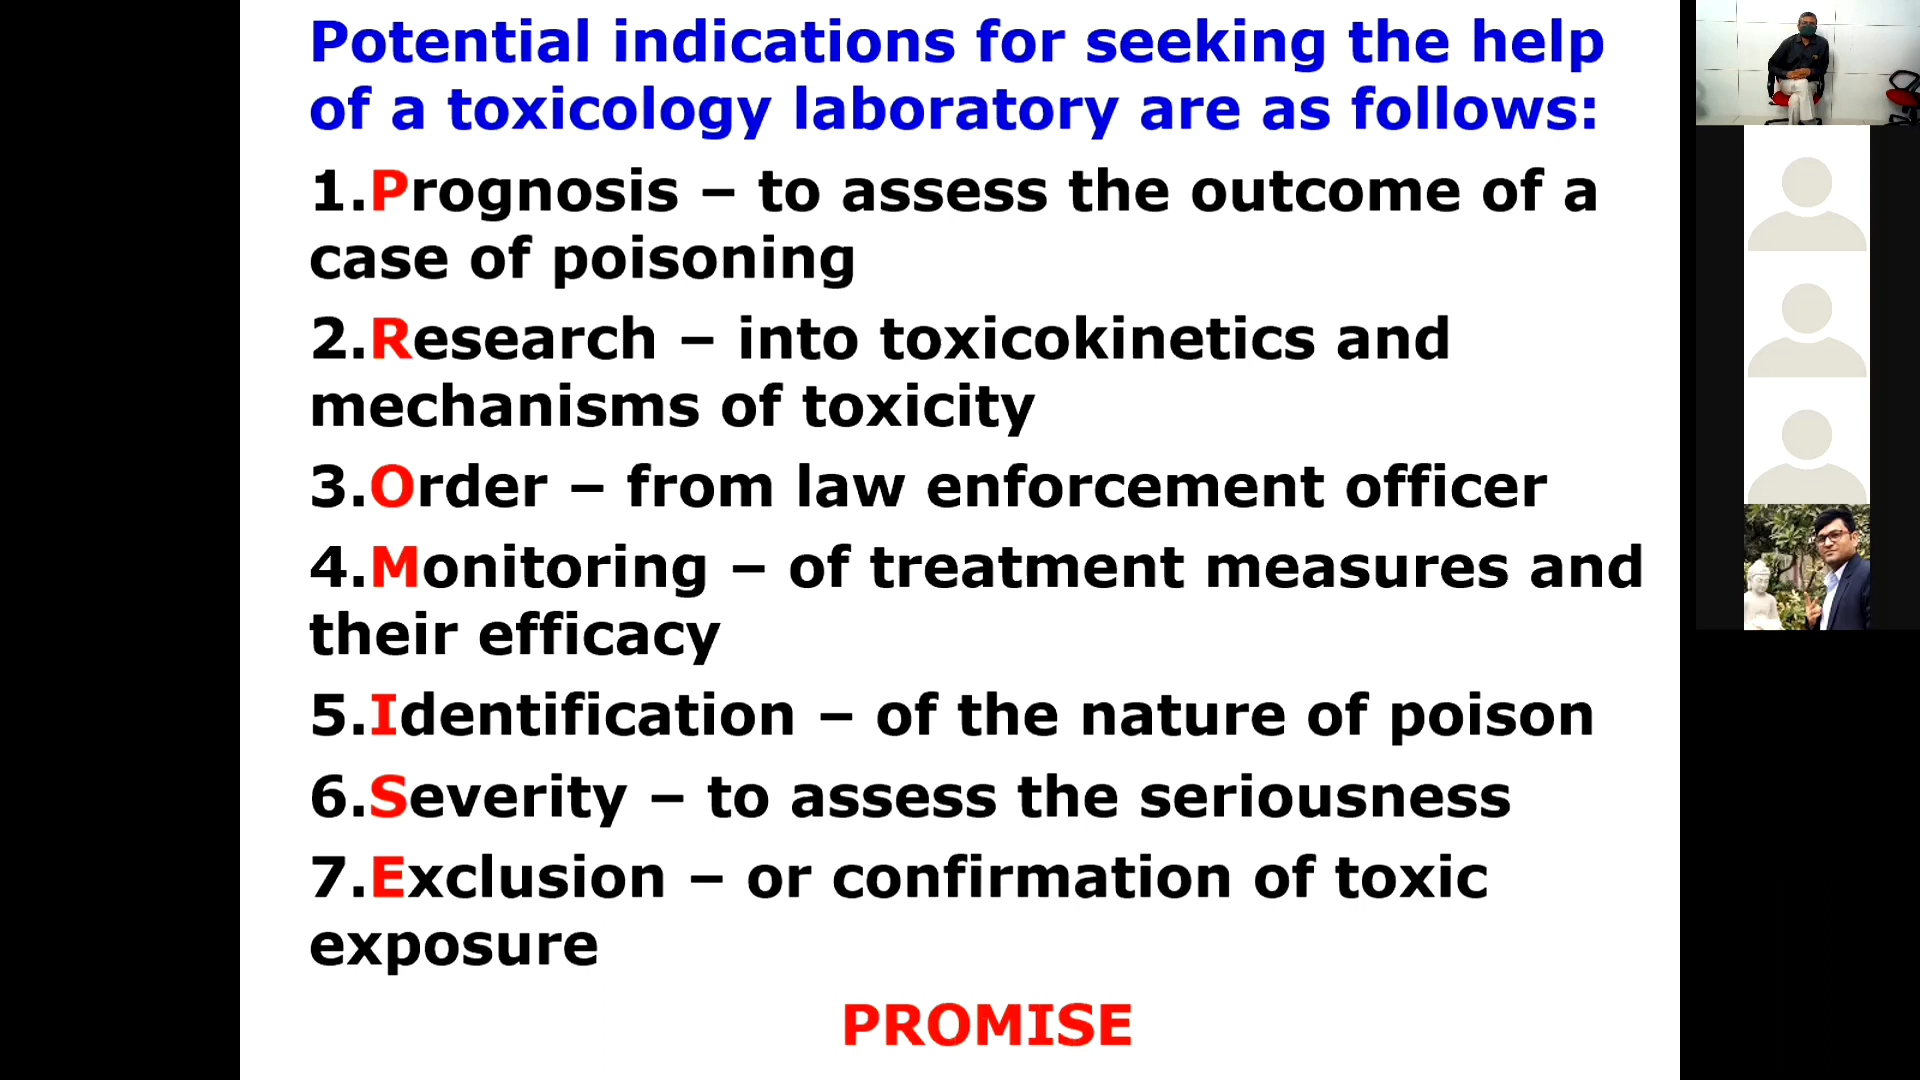 Potential indications for seeking the help
of a toxicology laboratory are as follows:
1.Prognosis – to assess the outcome of a
case of poisoning
2.Research – into toxicokinetics and
mechanisms of toxicity
3.Order – from law enforcement officer
4.Monitoring – of treatment measures and
their efficacy
5.Identification – of the nature of poison
6.Severity – to assess the seriousness
7.Exclusion – or confirmation of toxic
exposure
PROMISE